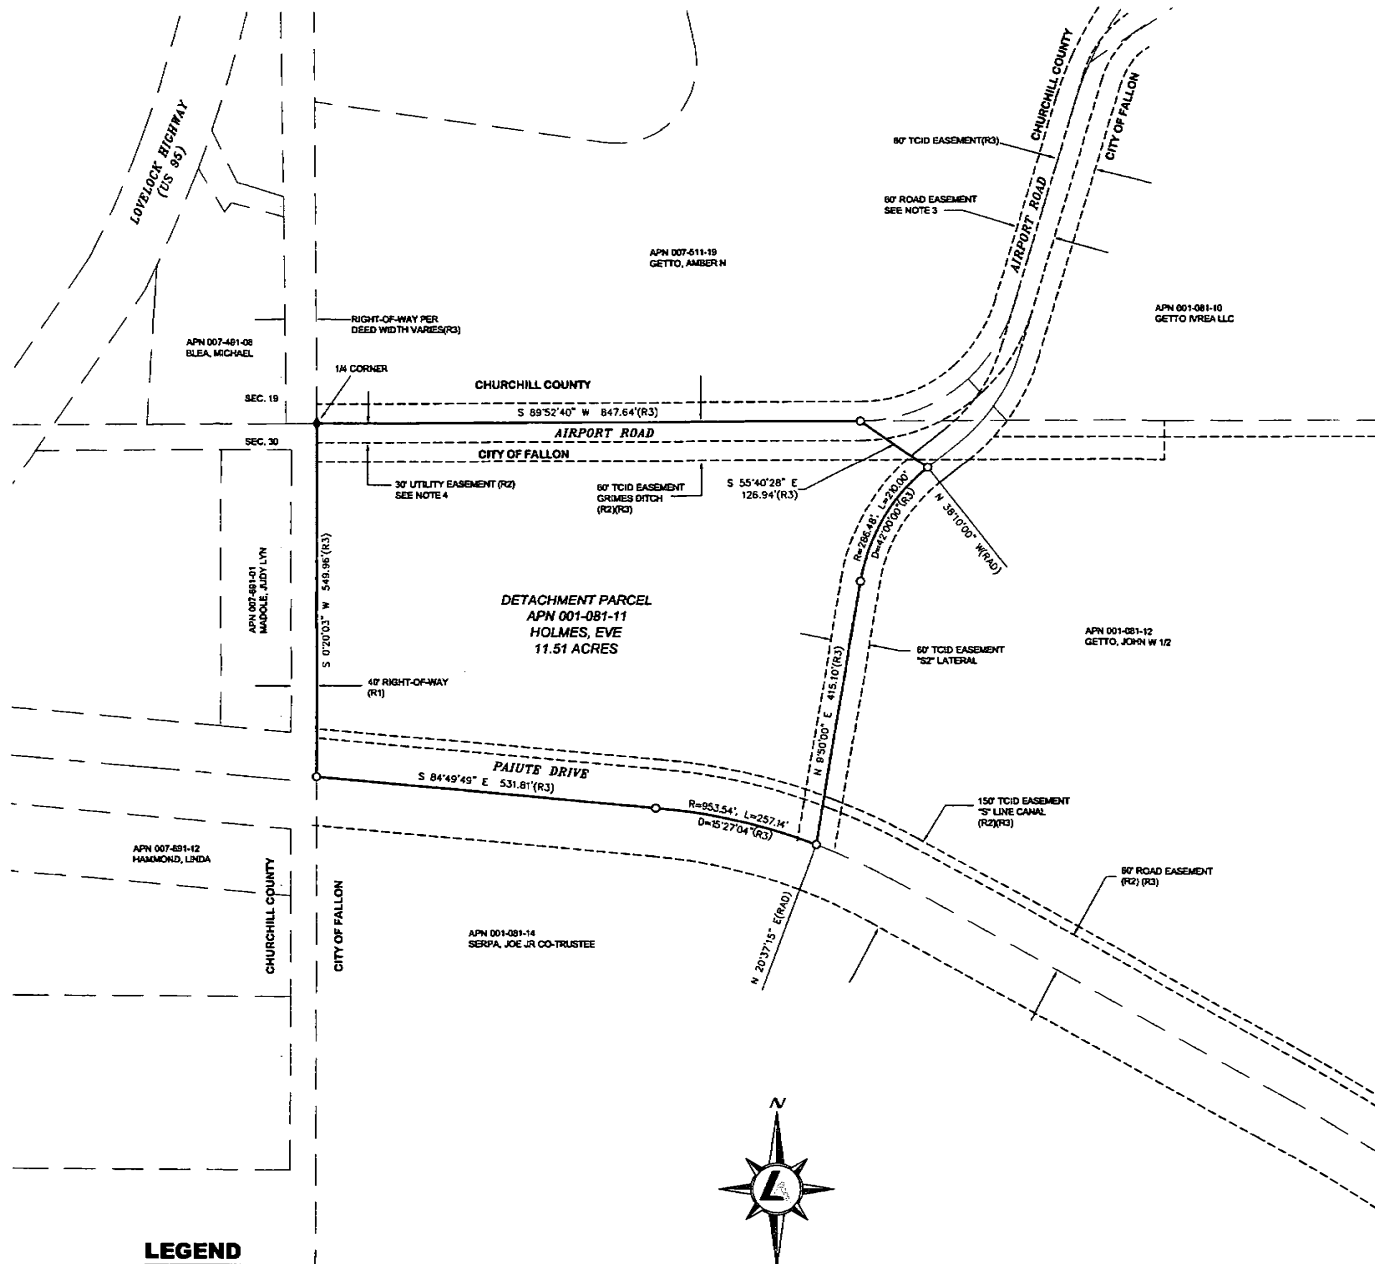 CHURCHILL COUNTY
CITY OF FALLON
LOVELOCK HIGHWAY
(US 95)
60' TCID EASEMENT(R3)
60' ROAD EASEMENT
SEE NOTE 3
AIRPORT ROAD
APN 007-511-19
GETTO, AMBER N
APN 001-081-10
GETTO IVREA LLC
RIGHT-OF-WAY PER
DEED WIDTH VARIES(R3)
APN 007-491-08
BLEA, MICHAEL
1/4 CORNER
SEC. 19
CHURCHILL COUNTY
S 89°52'40" W 847.64'(R3)
AIRPORT ROAD
SEC. 30
CITY OF FALLON
30' UTILITY EASEMENT (R2)
SEE NOTE 4
60' TCID EASEMENT
GRIMES DITCH
(R2)(R3)
S 55°40'28" E
126.94'(R3)
R=286.48', L=210.00'
D=42°00'00"(R3)
N 38°10'00" W(RAD)
APN 007-691-01
MADOLE, JUDY LYN
S 0°20'03" W 549.96'(R3)
DETACHMENT PARCEL
APN 001-081-11
HOLMES, EVE
11.51 ACRES
APN 001-081-12
GETTO, JOHN W 1/2
60' TCID EASEMENT
"S2" LATERAL
N 9°50'00" E 415.10'(R3)
40' RIGHT-OF-WAY
(R1)
PAIUTE DRIVE
S 84°49'49" E 531.81'(R3)
R=953.54', L=257.14'
D=15°27'04"(R3)
150' TCID EASEMENT
"S" LINE CANAL
(R2)(R3)
APN 007-691-12
HAMMOND, LINDA
80' ROAD EASEMENT
(R2) (R3)
CHURCHILL COUNTY
CITY OF FALLON
APN 001-081-14
SERPA, JOE JR CO-TRUSTEE
N 20°37'15" E(RAD)
N
L
LEGEND